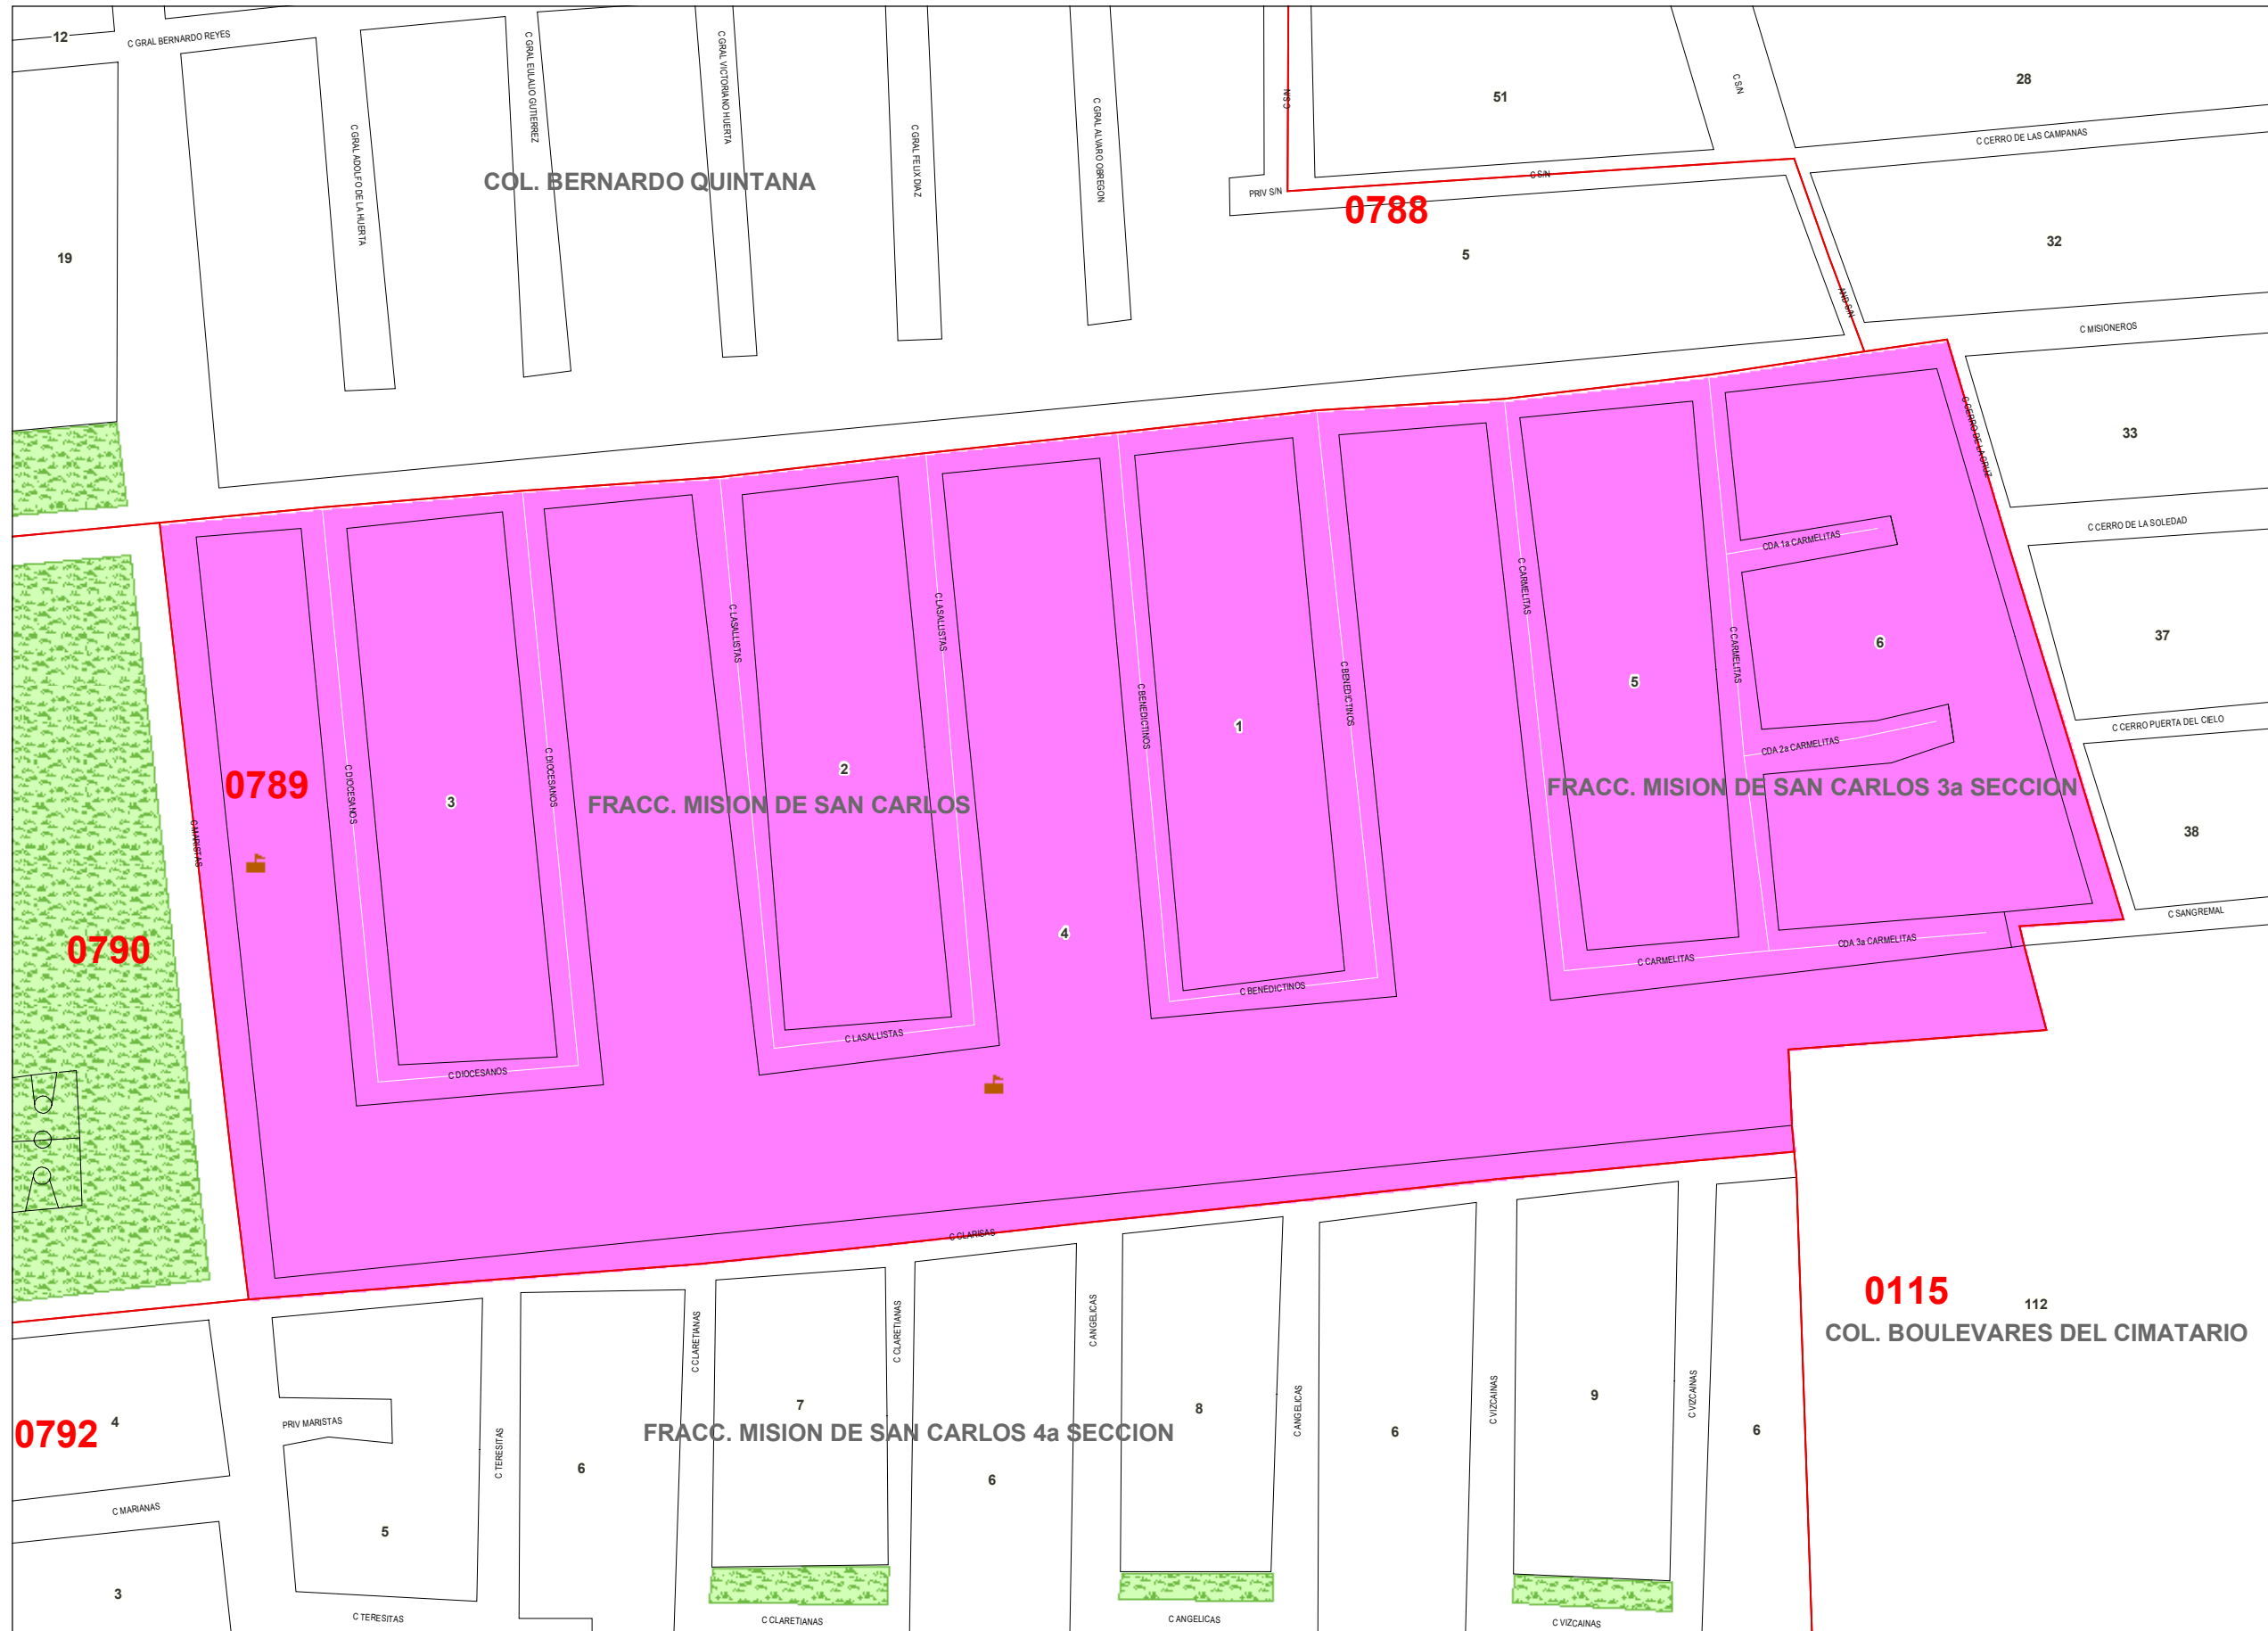 12
C GRAL BERNARDO REYES
C GRAL ADOLFO DE LA HUERTA
C GRAL EULALIO GUTIERREZ
C GRAL VICTORIANO HUERTA
C GRAL FELIX DIAZ
C GRAL ALVARO OBREGON
C S/N
51
C S/N
28
C CERRO DE LAS CAMPANAS
COL. BERNARDO QUINTANA
PRIV S/N
C S/N
0788
19
5
32
AND S/N
C MISIONEROS
C CERRO DE LA CRUZ
33
C CERRO DE LA SOLEDAD
CDA 1a CARMELITAS
C CARMELITAS
C CARMELITAS
C LASALLISTAS
C LASALLISTAS
C BENEDICTINOS
C BENEDICTINOS
37
6
5
1
C CERRO PUERTA DEL CIELO
CDA 2a CARMELITAS
2
0789
C DIOCESANOS
C DIOCESANOS
3
FRACC. MISION DE SAN CARLOS
FRACC. MISION DE SAN CARLOS 3a SECCION
C MARISTAS
38
C SANGREMAL
0790
4
CDA 3a CARMELITAS
C CARMELITAS
C BENEDICTINOS
C LASALLISTAS
C DIOCESANOS
C CLARISAS
0115
112
COL. BOULEVARES DEL CIMATARIO
C CLARETIANAS
C CLARETIANAS
C ANGELICAS
C ANGELICAS
C VIZCAINAS
C VIZCAINAS
9
7
8
0792
4
PRIV MARISTAS
C TERESITAS
FRACC. MISION DE SAN CARLOS 4a SECCION
6
6
6
6
C MARIANAS
5
3
C TERESITAS
C CLARETIANAS
C ANGELICAS
C VIZCAINAS